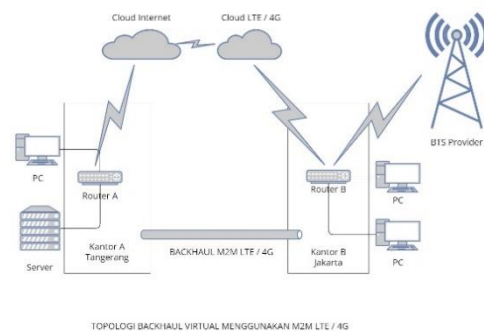 Cloud Internet
Cloud LTE / 4G
BTS Provider
PC
Router A
Router B
PC
Server
Kantor A
Tangerang
BACKHAUL M2M LTE / 4G
Kantor B
Jakarta
PC
TOPOLOGI BACKHAUL VIRTUAL MENGGUNAKAN M2M LTE / 4G